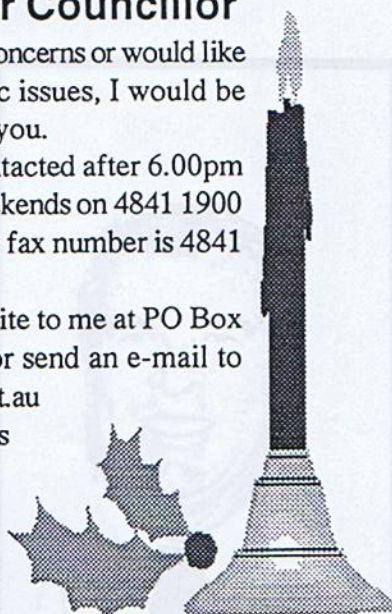 r Councillor
oncerns or would like
c issues, I would be
you.
tacted after 6.00pm
kends on 4841 1900
fax number is 4841
ite to me at PO Box
or send an e-mail to
t.au
s